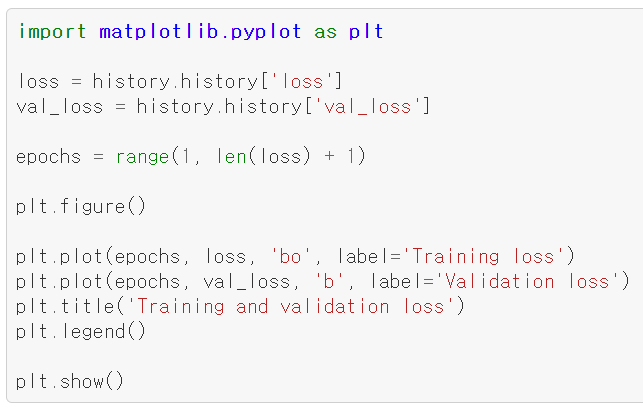 import matplotlib.pyplot as plt
loss = history.history['loss']
val_loss = history.history['val_loss']
epochs = range(1, len(loss) + 1)
plt.figure()
plt.plot(epochs, loss, 'bo', label='Training loss')
plt.plot(epochs, val_loss, 'b', label='Validation loss')
plt.title('Training and validation loss')
plt.legend()
plt.show()